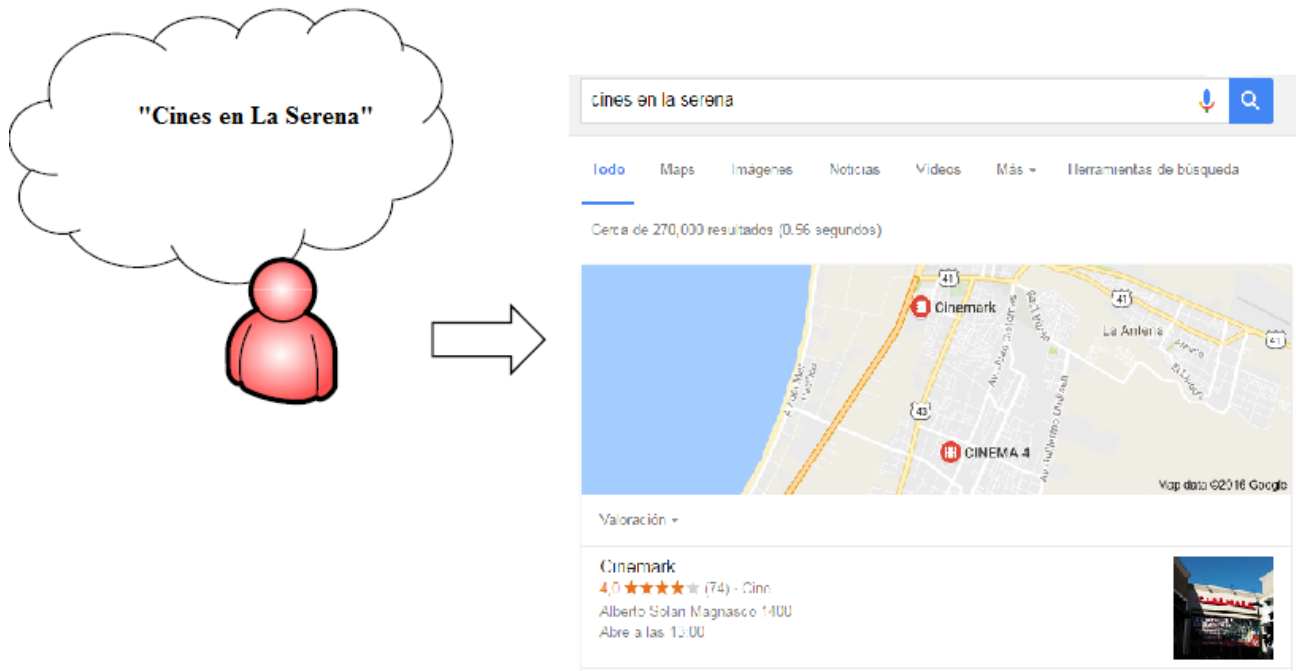 "Cines en La Serena"
cines en la serena
Todo Maps Imágenes Noticias Vídeos Más Herramientas de búsqueda
Cerca de 270,000 resultados (0.56 segundos)
41
Cinemark
41
La Antena
41
43
CINEMA 4
Map data ©2016 Google
Valoración
Cinemark
4,0 (74) · Cine
Alberto Solari Magnasco 1400
Abre a las 13:00